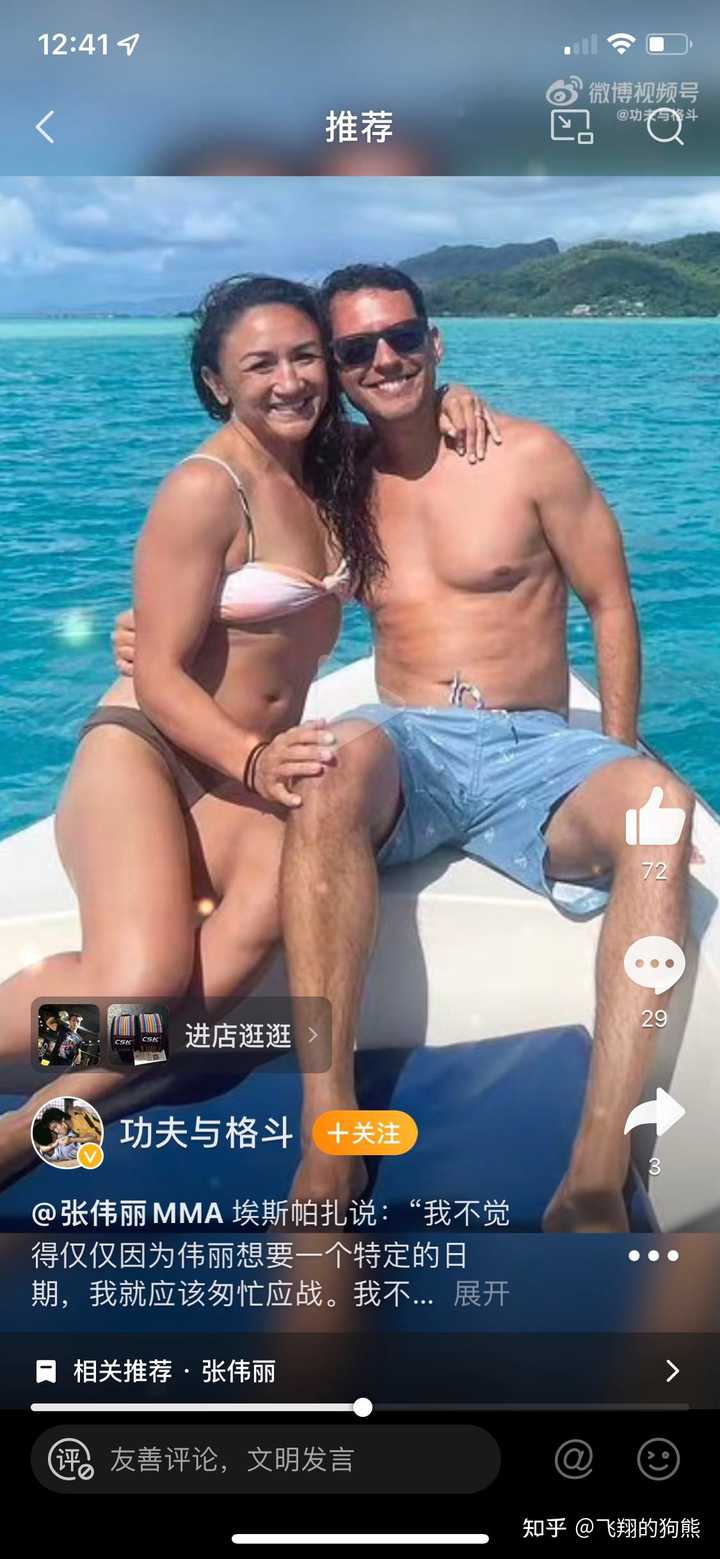 12:41
微博视频号
推荐
@功夫与格斗
CSK CSK
进店逛逛
72
29
功夫与格斗
+关注
3
@张伟丽MMA 埃斯帕扎说：“我不觉
得仅仅因为伟丽想要一个特定的日
期，我就应该匆忙应战。我不... 展开
相关推荐 · 张伟丽
评 友善评论，文明发言
知乎 @飞翔的狗熊